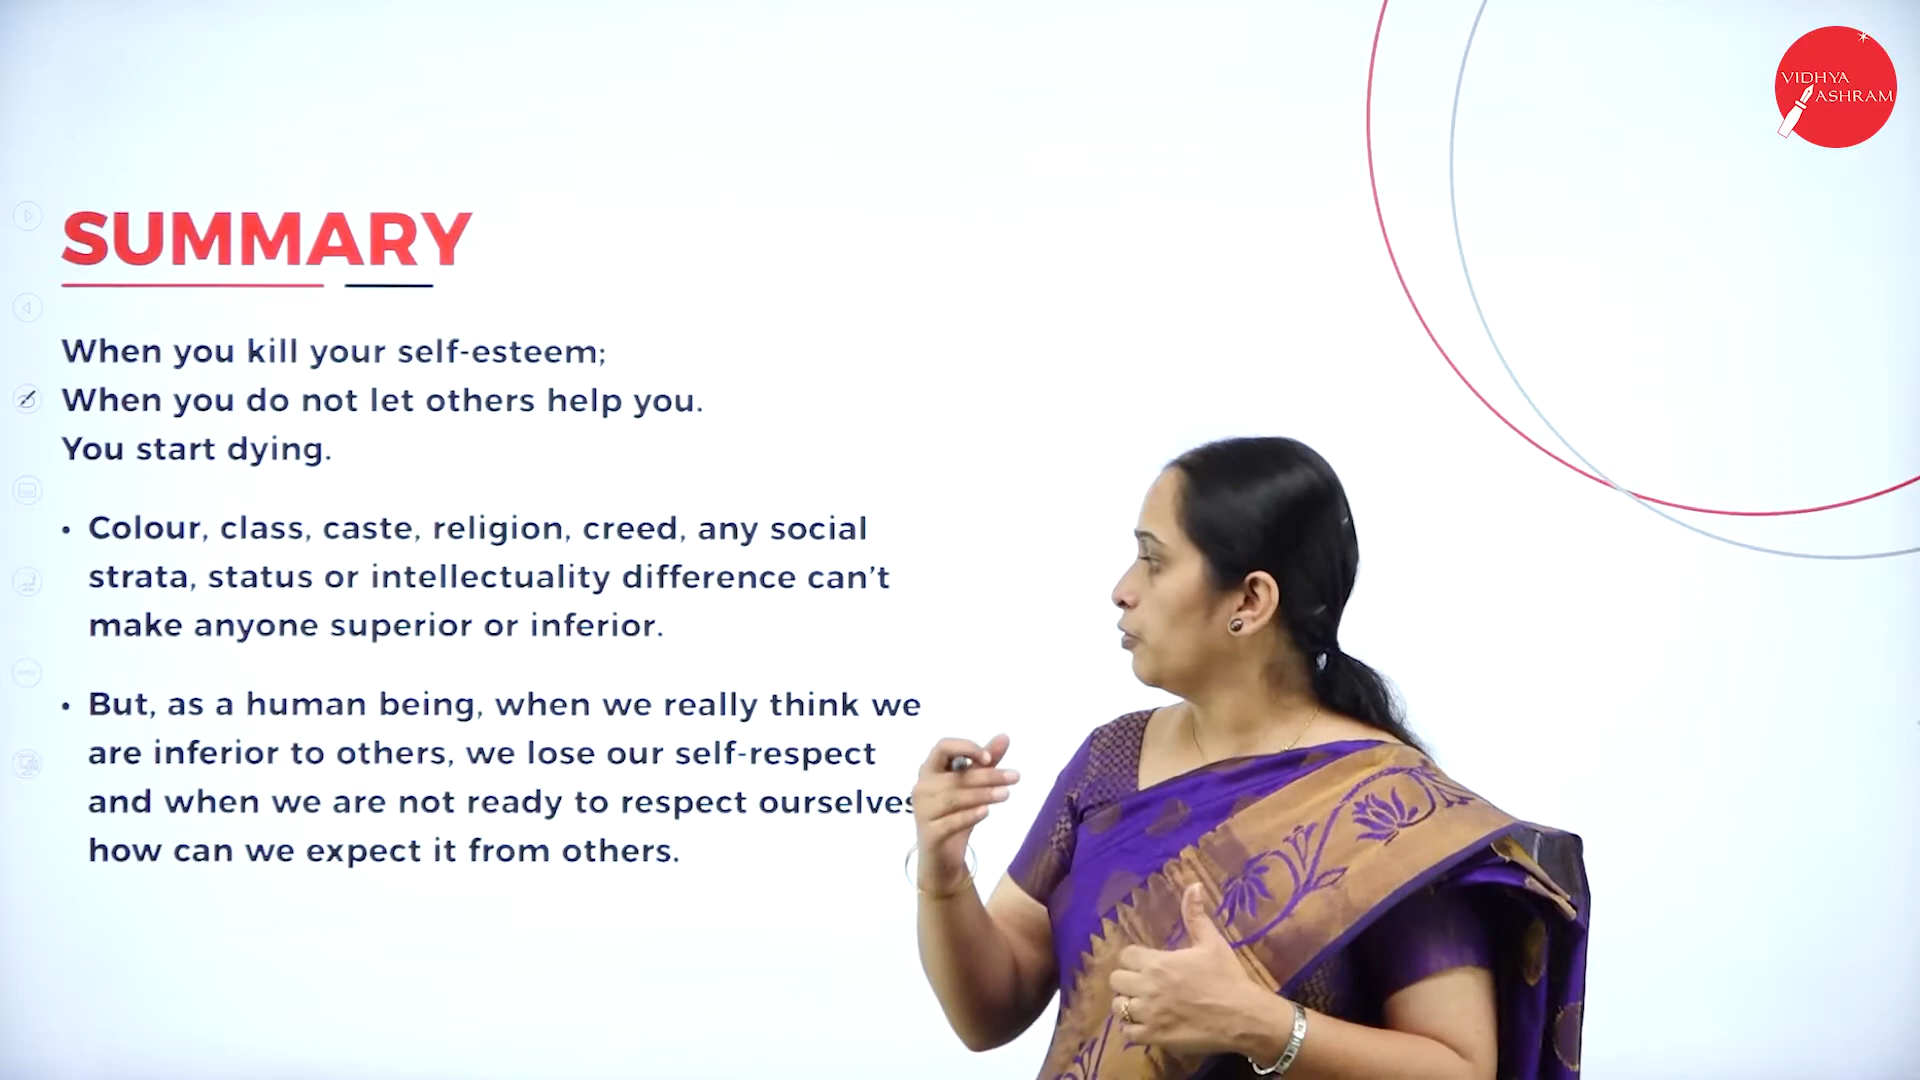 VIDHYA
ASHRAM
SUMMARY
When you kill your self-esteem;
When you do not let others help you.
You start dying.
• Colour, class, caste, religion, creed, any social
strata, status or intellectuality difference can't
make anyone superior or inferior.
• But, as a human being, when we really think we
are inferior to others, we lose our self-respect
and when we are not ready to respect ourselves
how can we expect it from others.